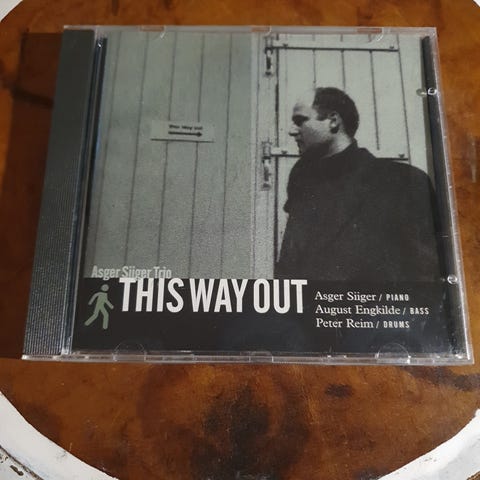 This Way Out
Asger Siiger Trio
THIS WAY OUT
Asger Siiger / PIANO
August Engkilde / BASS
Peter Reim / DRUMS